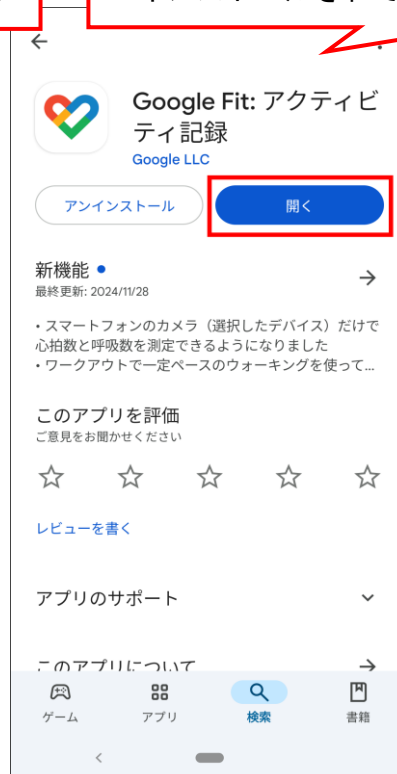 Google Fit: アクティビ
ティ記録
Google LLC
アンインストール
開く
新機能
最終更新: 2024/11/28
・スマートフォンのカメラ（選択したデバイス）だけで
心拍数と呼吸数を測定できるようになりました
・ワークアウトで一定ペースのウォーキングを使って...
このアプリを評価
ご意見をお聞かせください
レビューを書く
アプリのサポート
このアプリについて
ゲーム
アプリ
検索
書籍